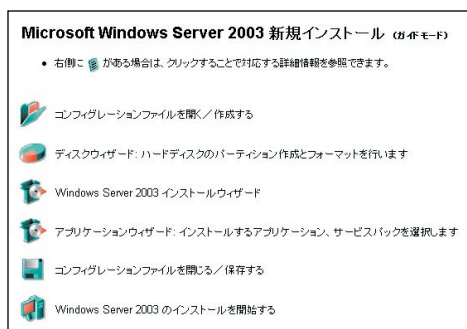 Microsoft Windows Server 2003 新規インストール (ガイドモード)
• 右側に がある場合は、クリックすることで対応する詳細情報を参照できます。
コンフィグレーションファイルを開く／作成する
ディスクウィザード: ハードディスクのパーティション作成とフォーマットを行います
Windows Server 2003 インストールウィザード
アプリケーションウィザード: インストールするアプリケーション、サービスパックを選択します
コンフィグレーションファイルを閉じる／保存する
Windows Server 2003 のインストールを開始する